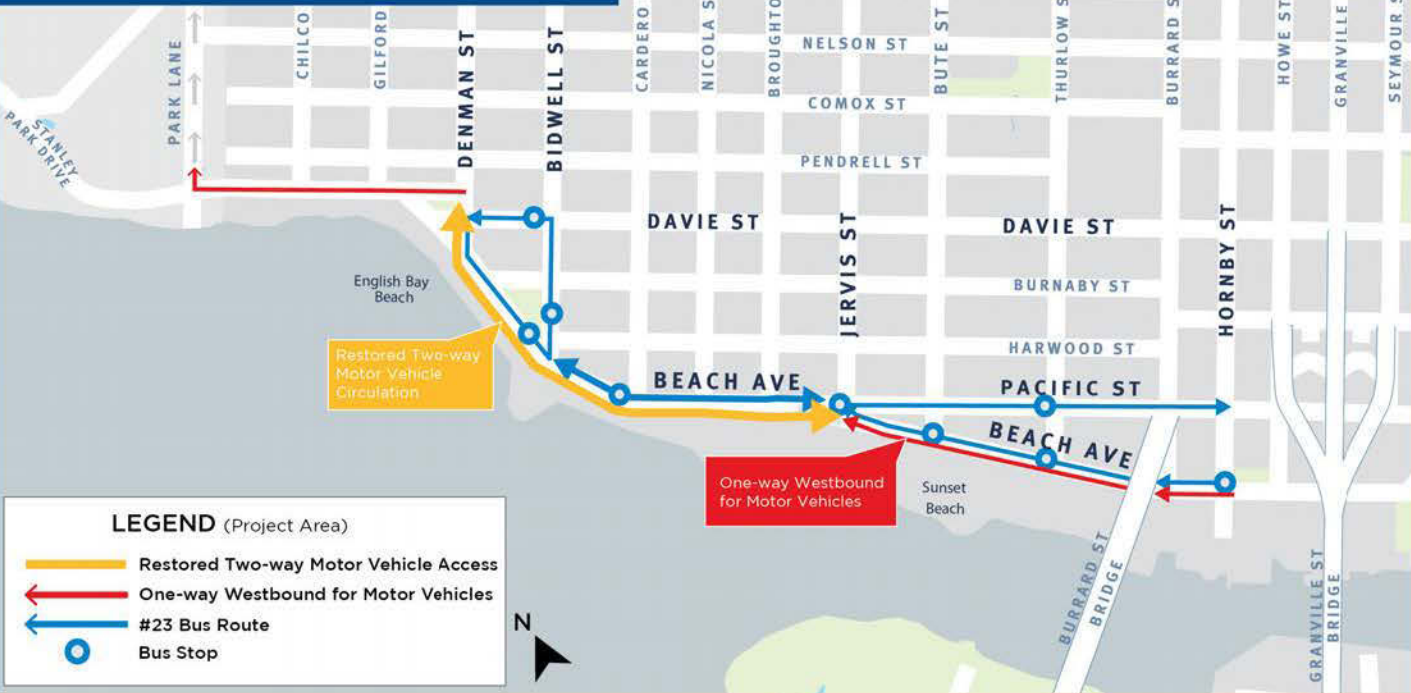 CHILCO
GILFORD
DENMAN ST
BIDWELL ST
CARDERO
NICOLA S
BROUGHTO
NELSON ST
BUTE ST
THURLOW S
BURRARD S
HOWE ST
GRANVILLE
SEYMOUR S
PARK LANE
COMOX ST
STANLEY
PARK DRIVE
PENDRELL ST
DAVIE ST
JERVIS ST
DAVIE ST
HORNBY ST
English Bay
Beach
BURNABY ST
Restored Two-way
Motor Vehicle
Circulation
HARWOOD ST
BEACH AVE
PACIFIC ST
BEACH AVE
One-way Westbound
for Motor Vehicles
Sunset
Beach
LEGEND (Project Area)
Restored Two-way Motor Vehicle Access
One-way Westbound for Motor Vehicles
#23 Bus Route
Bus Stop
N
BURRARD ST
BRIDGE
GRANVILLE ST
BRIDGE